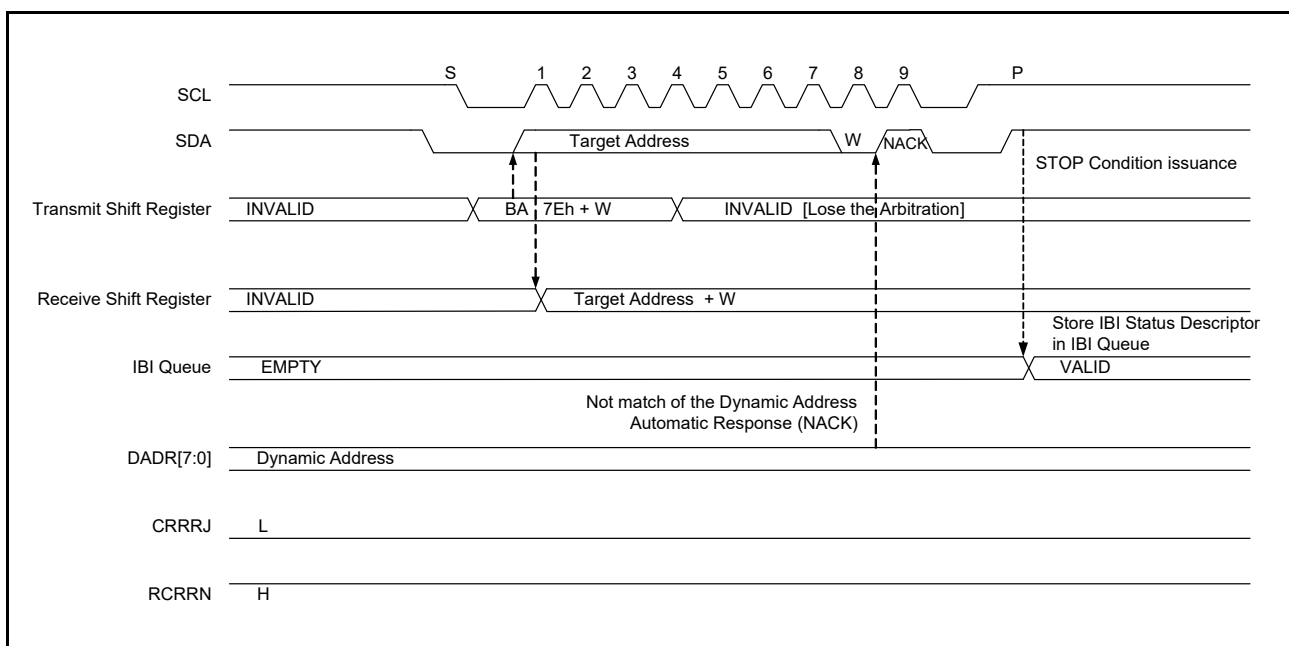 S 1 2 3 4 5 6 7 8 9 P
SCL
SDA Target Address W NACK
STOP Condition issuance
Transmit Shift Register INVALID BA 7Eh + W INVALID [Lose the Arbitration]
Receive Shift Register INVALID Target Address + W
Store IBI Status Descriptor
in IBI Queue
IBI Queue EMPTY VALID
Not match of the Dynamic Address
Automatic Response (NACK)
DADR[7:0] Dynamic Address
CRRRJ L
RCRRN H